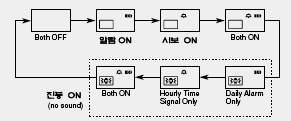 Both OFF
알람 ON
시보 ON
Both ON
진동 ON
(no sound)
Both ON
Hourly Time
Signal Only
Daily Alarm
Only